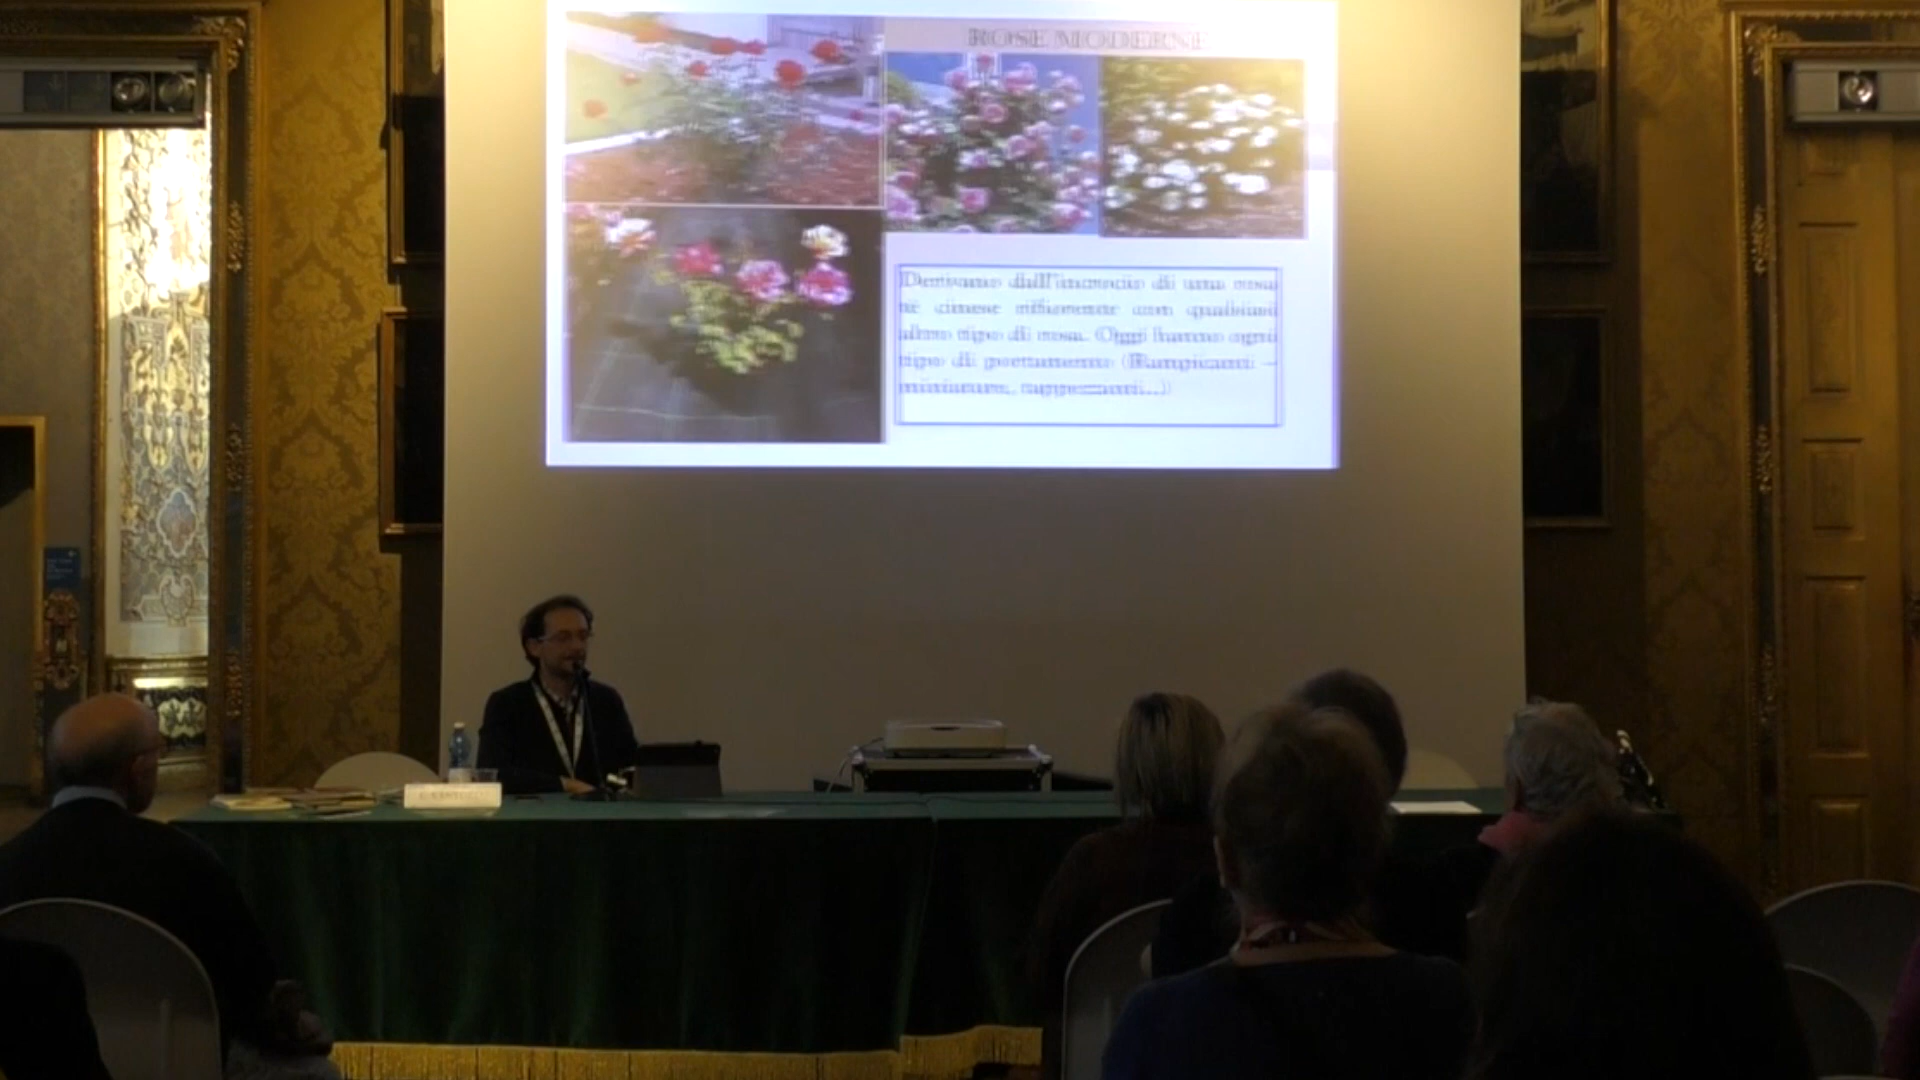 ROSE MODERNE
Derivano dall'incrocio di una rosa
tè cinese rifiorente con qualsiasi
altro tipo di rosa. Oggi hanno ogni
tipo di portamento (Rampicanti –
miniature, tappezzanti...)